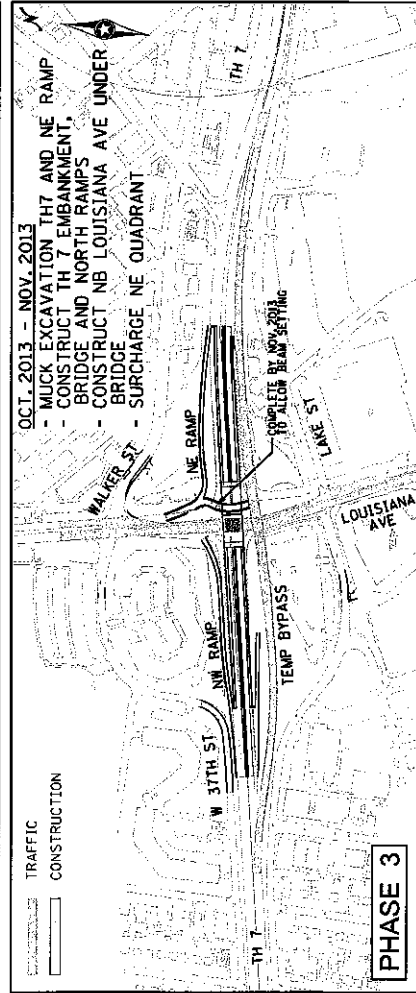 TRAFFIC
CONSTRUCTION
OCT. 2013 - NOV. 2013
- MUCK EXCAVATION TH7 AND NE RAMP
- CONSTRUCT TH 7 EMBANKMENT,
BRIDGE AND NORTH RAMPS
- CONSTRUCT NB LOUISIANA AVE UNDER
BRIDGE
- SURCHARGE NE QUADRANT
N
WALKER ST
NE RAMP
TH 7
COMPLETE BY NOV. 2013
TO ALLOW BEAM SETTING
LAKE ST
LOUISIANA
AVE
NW RAMP
W 37TH ST
TEMP BYPASS
TH 7
PHASE 3